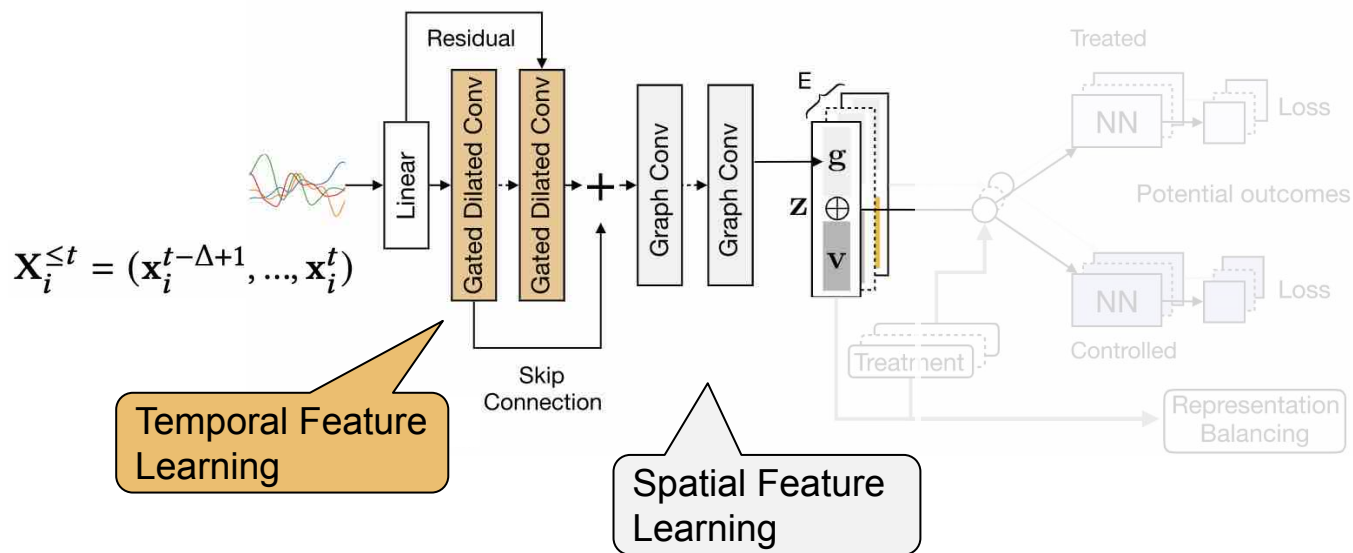 Residual
Linear
Gated Dilated Conv
Gated Dilated Conv
+
Graph Conv
Graph Conv
E
g
z ⊕
v
Treated
NN
Loss
Potential outcomes
NN
Loss
Controlled
Treatment
Representation
Balancing
X_i^{≤t} = (x_i^{t−Δ+1}, ..., x_i^t)
Skip
Connection
Temporal Feature
Learning
Spatial Feature
Learning